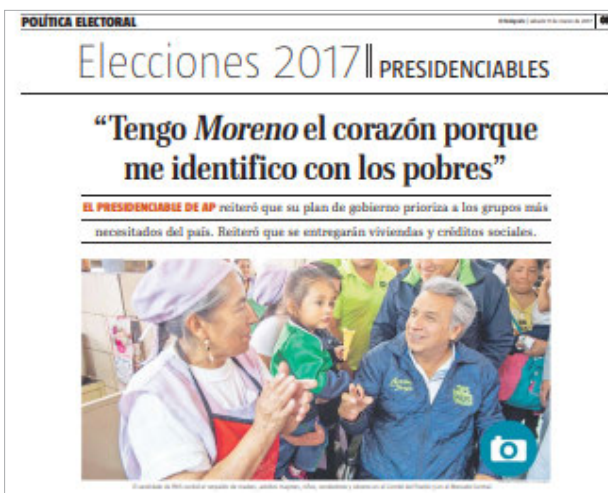 POLÍTICA ELECTORAL
Elecciones 2017 PRESIDENCIABLES
“Tengo Moreno el corazón porque
me identifico con los pobres”
EL PRESIDENCIABLE DE AP reiteró que su plan de gobierno prioriza a los grupos más
necesitados del país. Reiteró que se entregarán viviendas y créditos sociales.